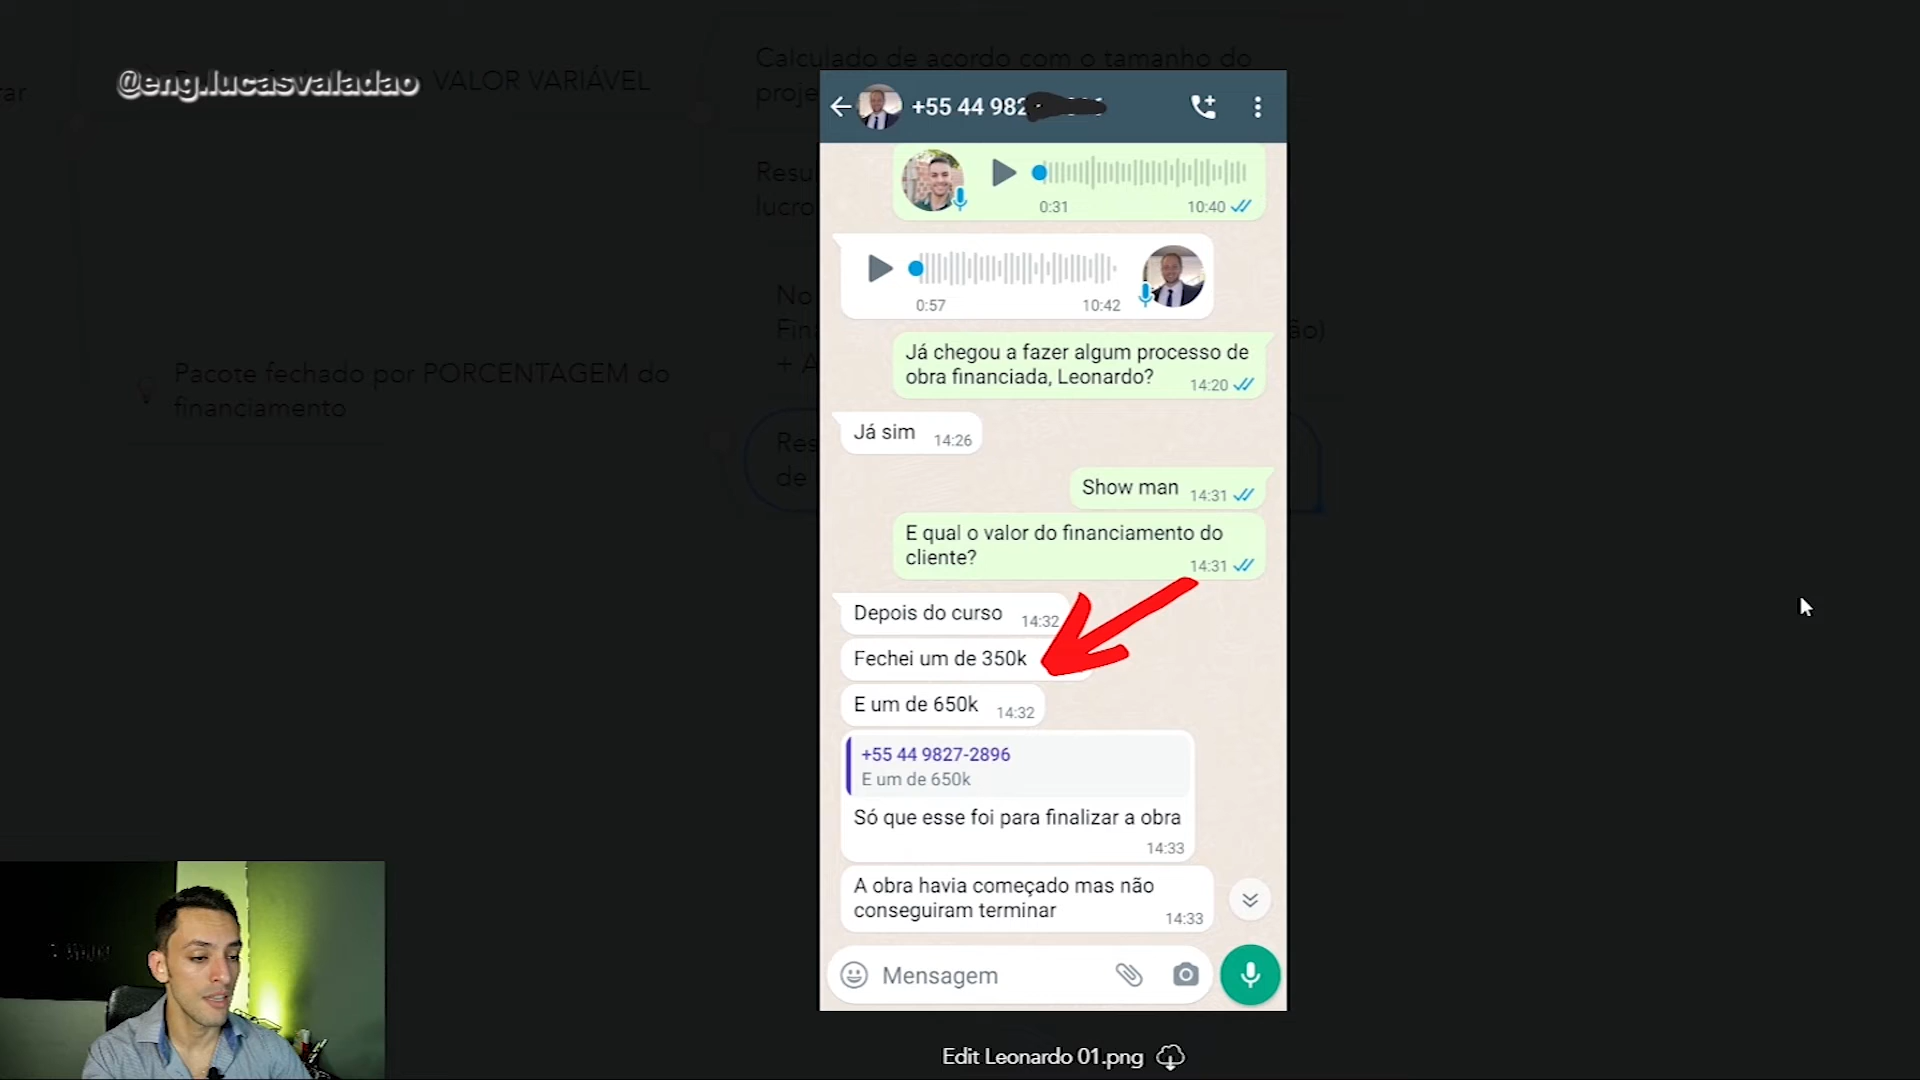 Calculado de acordo com o tamanho do
@eng.lucasvaladao
VALOR VARIÁVEL
proje
rar
+55 44 982
Resu
lucro
0:31
10:40
0:57
10:42
No
Fina
ão)
+ A
Pacote fechado por PORCENTAGEM do
financiamento
Já chegou a fazer algum processo de
obra financiada, Leonardo?
14:20
Já sim
14:26
Res
de
Show man
14:31
E qual o valor do financiamento do
cliente?
14:31
Depois do curso
14:32
Fechei um de 350k
E um de 650k
14:32
+55 44 9827-2896
E um de 650k
Só que esse foi para finalizar a obra
14:33
A obra havia começado mas não
conseguiram terminar
14:33
Mensagem
Edit Leonardo 01.png